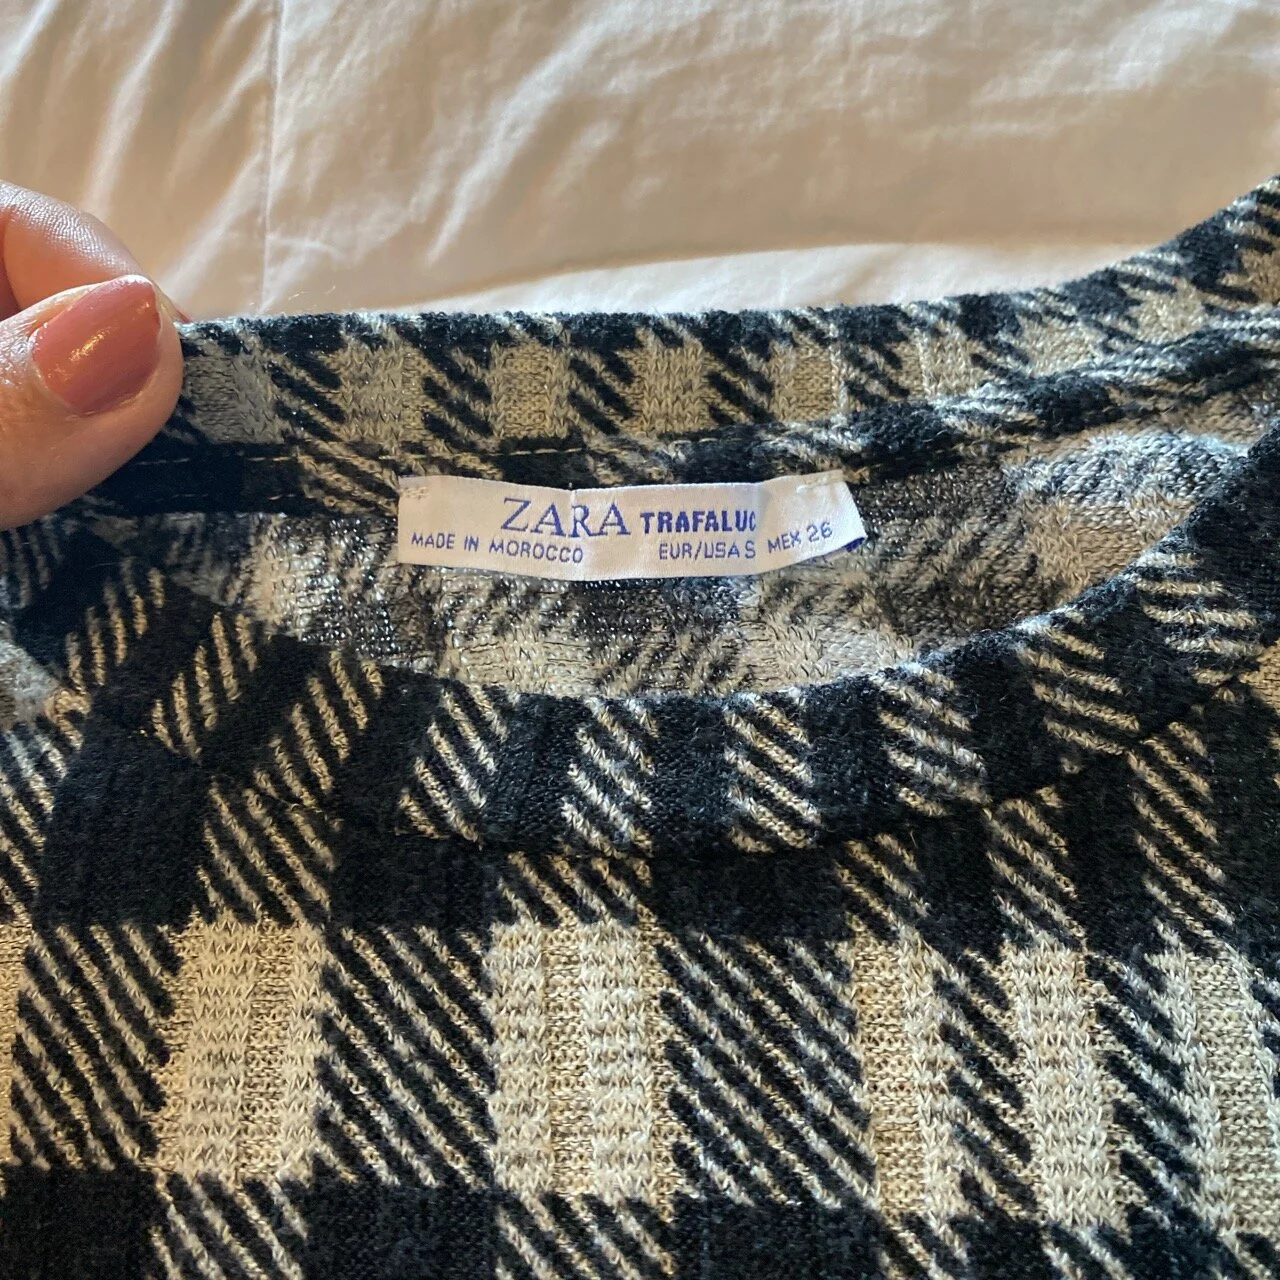 ZARA TRAFALUC
MADE IN MOROCCO EUR/USA S MEX 26